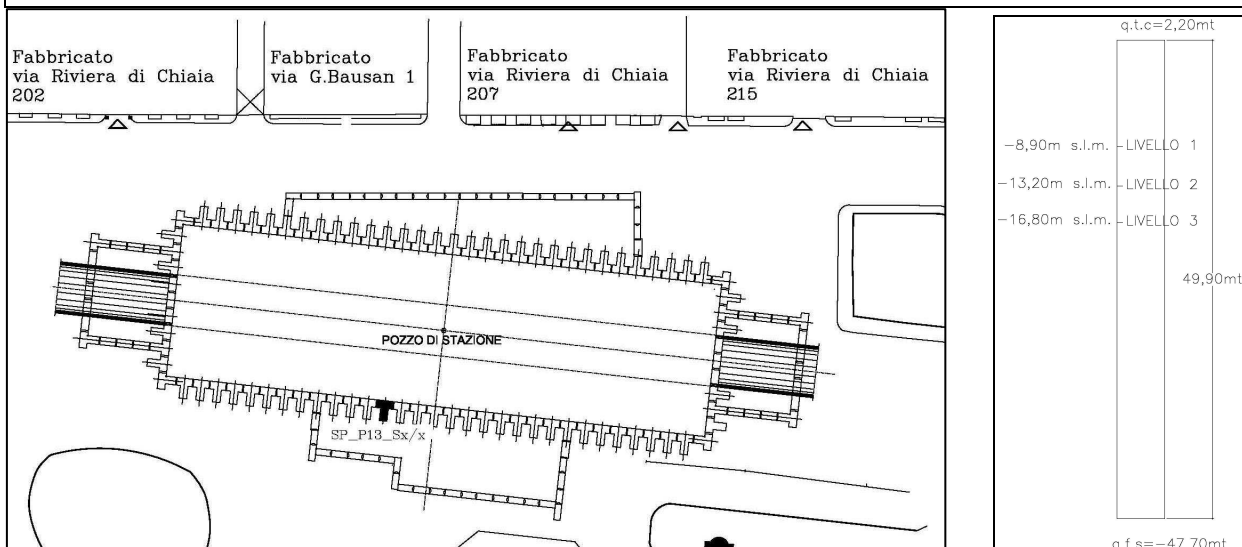 Fabbricato
via Riviera di Chiaia
202
Fabbricato
via G.Bausan 1
Fabbricato
via Riviera di Chiaia
207
Fabbricato
via Riviera di Chiaia
215
POZZO DI STAZIONE
SP_P13_Sx/x
q.t.c=2,20mt
-8,90m s.l.m. -LIVELLO 1
-13,20m s.l.m. -LIVELLO 2
-16,80m s.l.m. -LIVELLO 3
49,90mt
q.f.s=-47,70mt